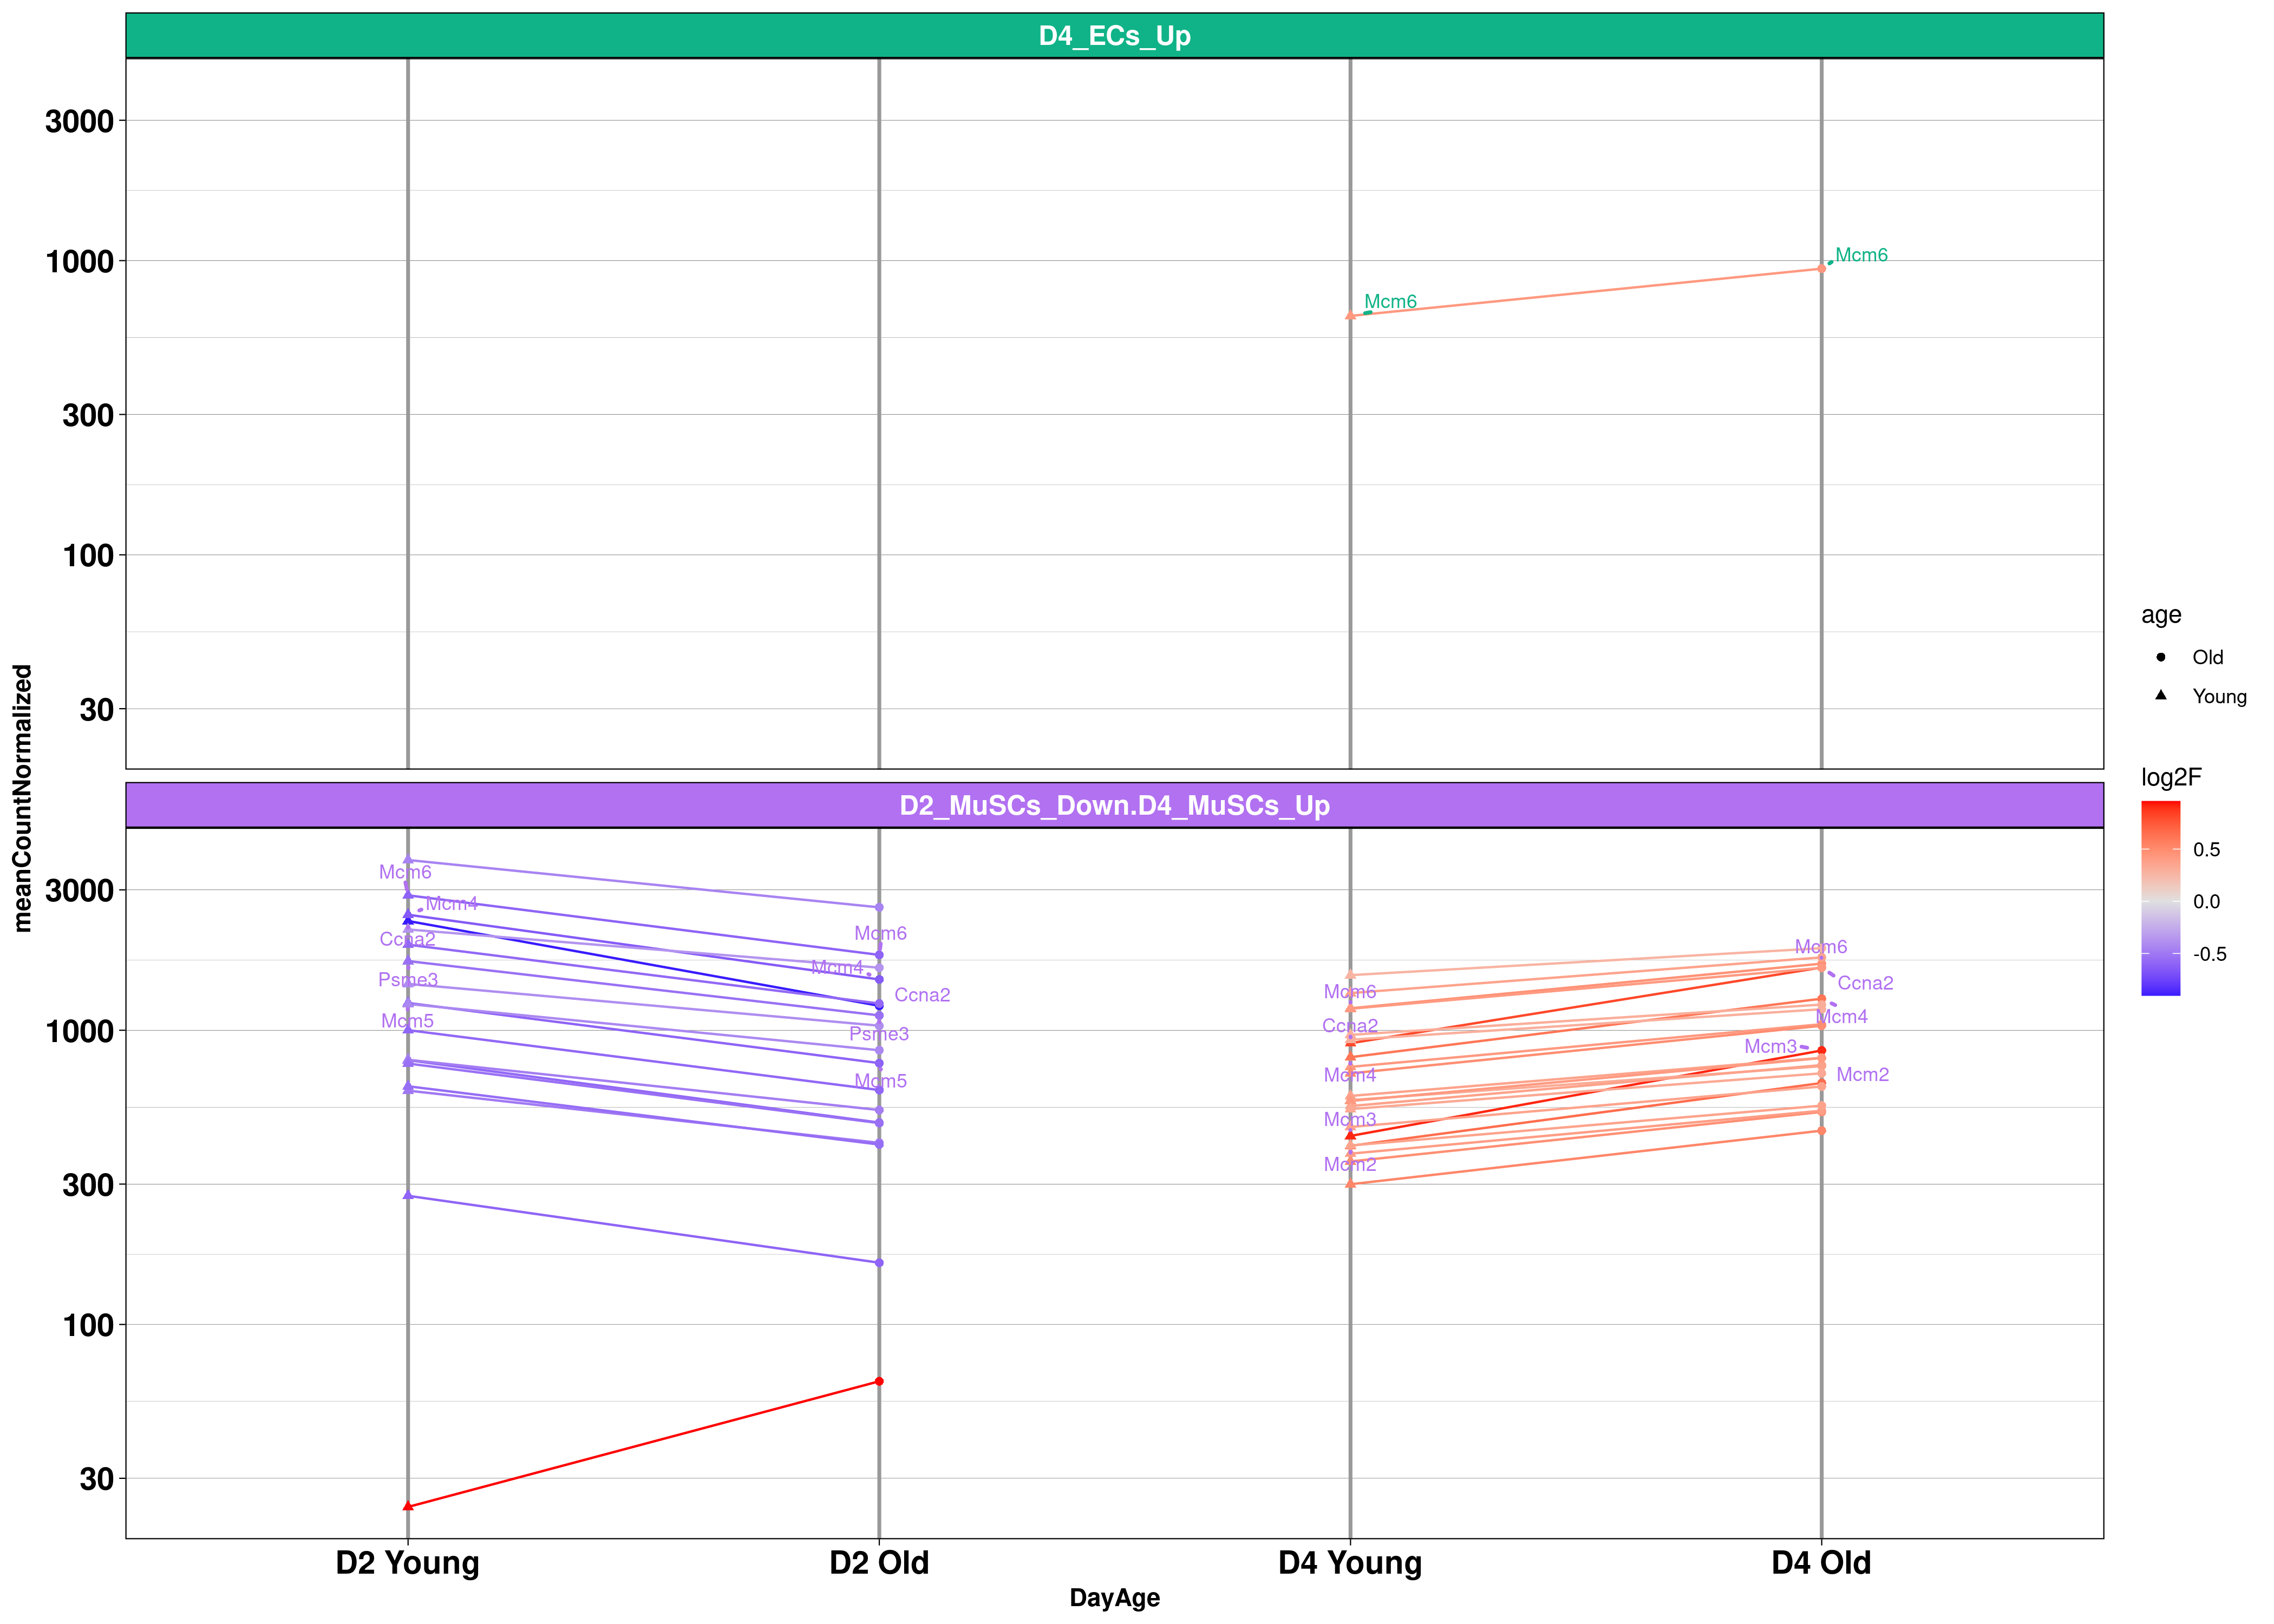 D4_ECs_Up
3000
1000
300
100
30
Mcm6
Mcm6
D2_MuSCs_Down.D4_MuSCs_Up
3000
1000
300
100
30
Mcm6
Mcm4
Ccna2
Psme3
Mcm5
Mcm6
Mcm4
Ccna2
Psme3
Mcm5
Mcm6
Ccna2
Mcm4
Mcm3
Mcm2
Mcm6
Ccna2
Mcm4
Mcm3
Mcm2
D2 Young
D2 Old
D4 Young
D4 Old
DayAge
meanCountNormalized
age
Old
Young
log2F
0.5
0.0
-0.5